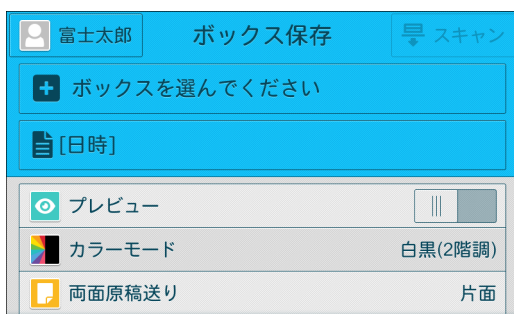 富士太郎 ボックス保存 スキャン
ボックスを選んでください
[日時]
プレビュー
カラーモード 白黒(2階調)
両面原稿送り 片面